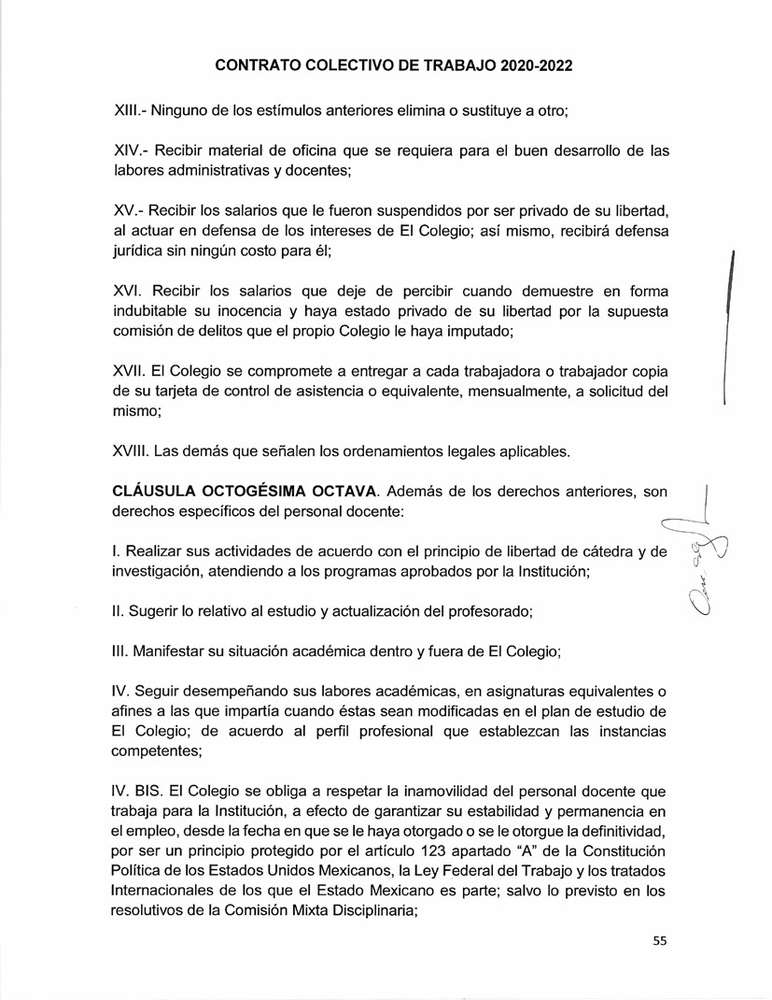 CONTRATO COLECTIVO DE TRABAJO 2020-2022
XIII.- Ninguno de los estímulos anteriores elimina o sustituye a otro;
XIV.- Recibir material de oficina que se requiera para el buen desarrollo de las
labores administrativas y docentes;
XV.- Recibir los salarios que le fueron suspendidos por ser privado de su libertad,
al actuar en defensa de los intereses de El Colegio; así mismo, recibirá defensa
jurídica sin ningún costo para él;
XVI. Recibir los salarios que deje de percibir cuando demuestre en forma
indubitable su inocencia y haya estado privado de su libertad por la supuesta
comisión de delitos que el propio Colegio le haya imputado;
XVII. El Colegio se compromete a entregar a cada trabajadora o trabajador copia
de su tarjeta de control de asistencia o equivalente, mensualmente, a solicitud del
mismo;
XVIII. Las demás que señalen los ordenamientos legales aplicables.
CLÁUSULA OCTOGÉSIMA OCTAVA. Además de los derechos anteriores, son
derechos específicos del personal docente:
I. Realizar sus actividades de acuerdo con el principio de libertad de cátedra y de
investigación, atendiendo a los programas aprobados por la Institución;
II. Sugerir lo relativo al estudio y actualización del profesorado;
III. Manifestar su situación académica dentro y fuera de El Colegio;
IV. Seguir desempeñando sus labores académicas, en asignaturas equivalentes o
afines a las que impartía cuando éstas sean modificadas en el plan de estudio de
El Colegio; de acuerdo al perfil profesional que establezcan las instancias
competentes;
IV. BIS. El Colegio se obliga a respetar la inamovilidad del personal docente que
trabaja para la Institución, a efecto de garantizar su estabilidad y permanencia en
el empleo, desde la fecha en que se le haya otorgado o se le otorgue la definitividad,
por ser un principio protegido por el artículo 123 apartado “A” de la Constitución
Política de los Estados Unidos Mexicanos, la Ley Federal del Trabajo y los tratados
Internacionales de los que el Estado Mexicano es parte; salvo lo previsto en los
resolutivos de la Comisión Mixta Disciplinaria;
55